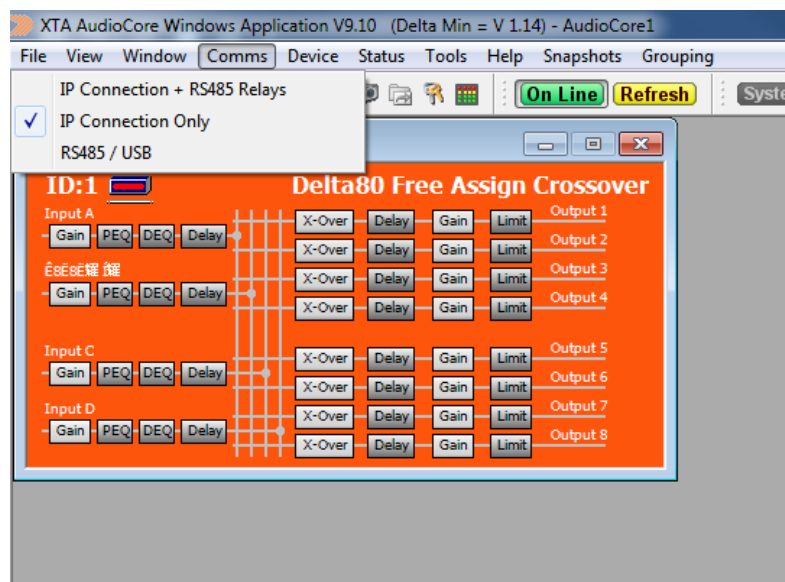 XTA AudioCore Windows Application V9.10 (Delta Min = V 1.14) - AudioCore1
File View Window Comms Device Status Tools Help Snapshots Grouping
IP Connection + RS485 Relays
On Line Refresh
IP Connection Only
RS485 / USB
ID:1 Delta80 Free Assign Crossover
Input A
Gain PEQ DEQ Delay
X-Over Delay Gain Limit Output 1
X-Over Delay Gain Limit Output 2
Gain PEQ DEQ Delay
X-Over Delay Gain Limit Output 3
X-Over Delay Gain Limit Output 4
Input C
Gain PEQ DEQ Delay
X-Over Delay Gain Limit Output 5
X-Over Delay Gain Limit Output 6
Input D
Gain PEQ DEQ Delay
X-Over Delay Gain Limit Output 7
X-Over Delay Gain Limit Output 8